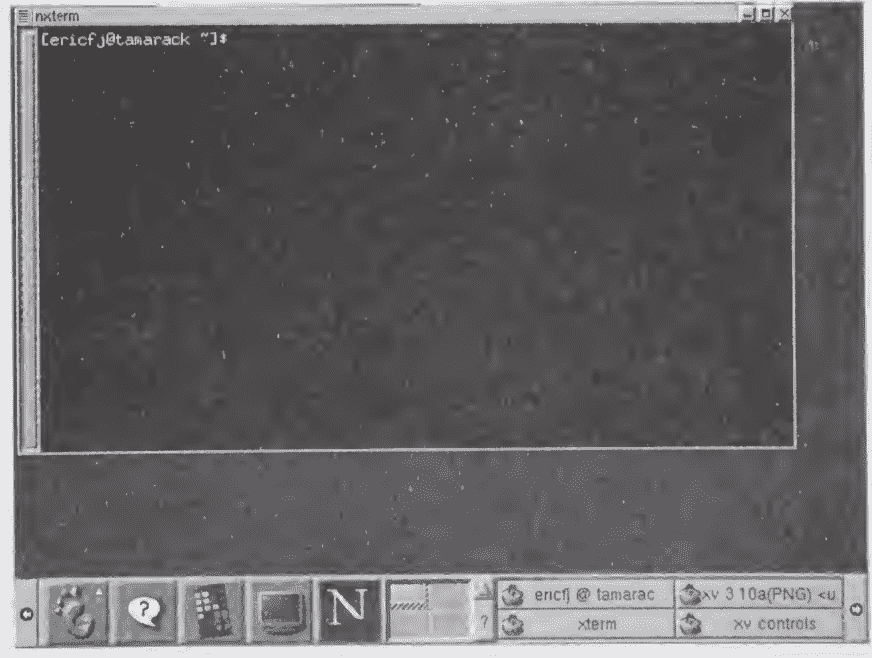 nxterm
[ericfj@tamarack ~]$
?
N
?
ericfj @ tamarac
xv 3 10a(PNG) <u
xterm
xv controls